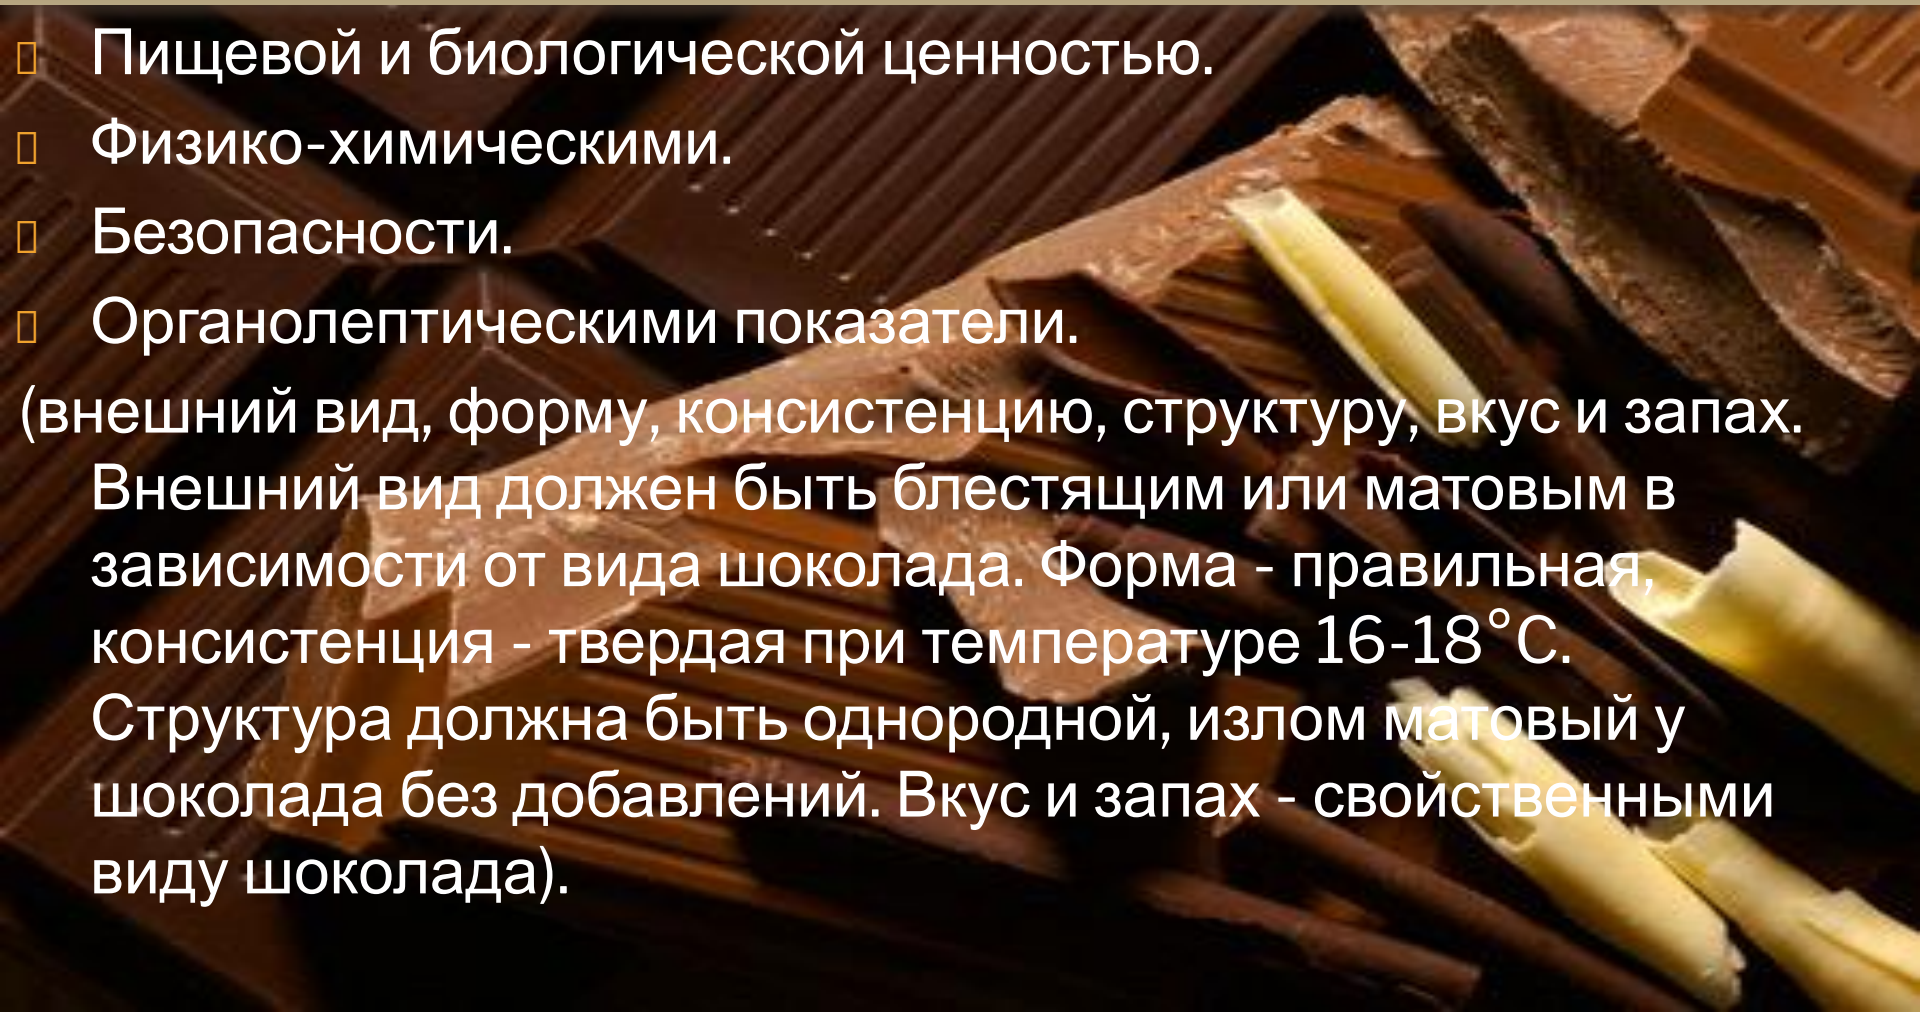 Пищевой и биологической ценностью.
Физико-химическими.
Безопасности.
Органолептическими показатели.
(внешний вид, форму, консистенцию, структуру, вкус и запах.
Внешний вид должен быть блестящим или матовым в
зависимости от вида шоколада. Форма - правильная,
консистенция - твердая при температуре 16-18°С.
Структура должна быть однородной, излом матовый у
шоколада без добавлений. Вкус и запах - свойственными
виду шоколада).